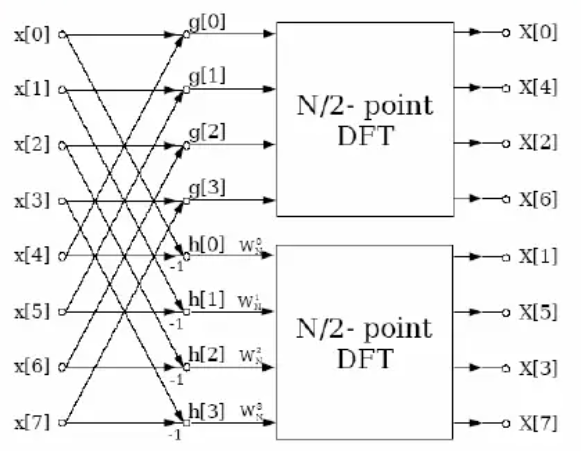 x[0] g[0] X[0]
x[1] g[1] X[4]
N/2- point
DFT
x[2] g[2] X[2]
x[3] g[3] X[6]
x[4] -1 h[0] W_N^0 X[1]
x[5] -1 h[1] W_N^1 X[5]
N/2- point
DFT
x[6] -1 h[2] W_N^2 X[3]
x[7] -1 h[3] W_N^3 X[7]